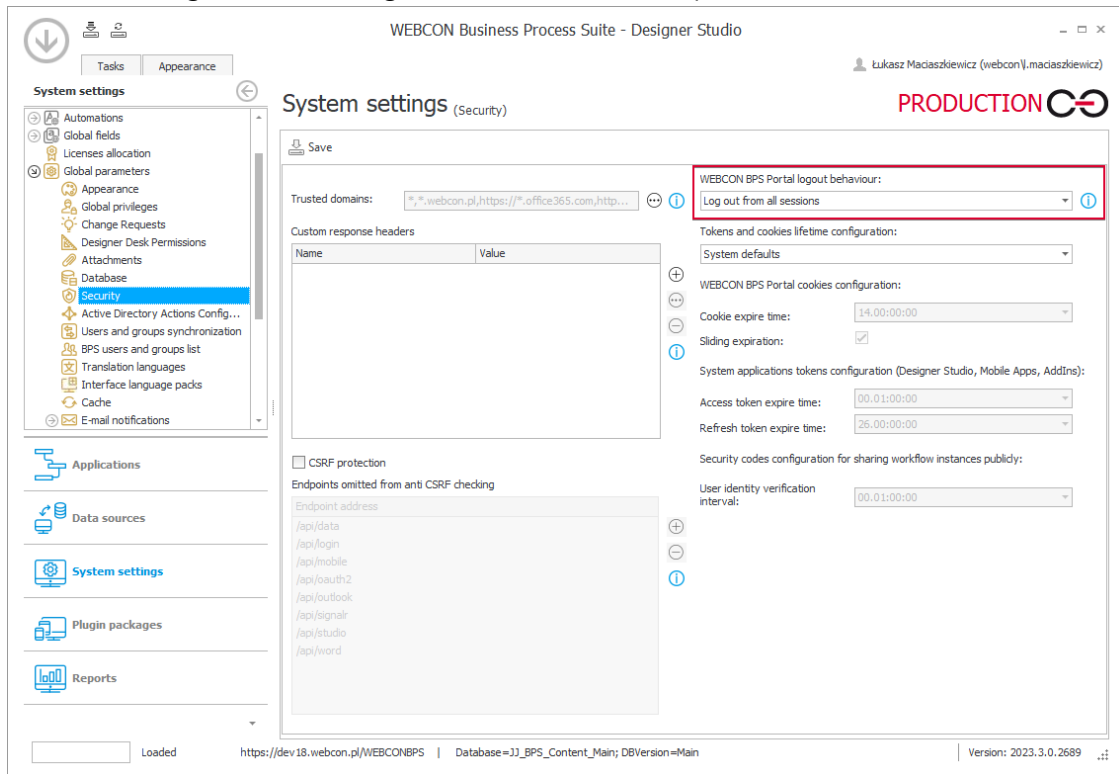 WEBCON Business Process Suite - Designer Studio
Tasks
Appearance
Łukasz Maciaszkiewicz (webcon\l.maciaszkiewicz)
System settings
Automations
Global fields
Licenses allocation
Global parameters
Appearance
Global privileges
Change Requests
Designer Desk Permissions
Attachments
Database
Security
Active Directory Actions Config...
Users and groups synchronization
BPS users and groups list
Translation languages
Interface language packs
Cache
E-mail notifications
Applications
Data sources
System settings
Plugin packages
Reports
System settings (Security)
PRODUCTION
Save
Trusted domains:
*,*.webcon.pl,https://*.office365.com,http...
Custom response headers
Name
Value
CSRF protection
Endpoints omitted from anti CSRF checking
Endpoint address
/api/data
/api/login
/api/mobile
/api/oauth2
/api/outlook
/api/signalr
/api/studio
/api/word
WEBCON BPS Portal logout behaviour:
Log out from all sessions
Tokens and cookies lifetime configuration:
System defaults
WEBCON BPS Portal cookies configuration:
Cookie expire time:
14.00:00:00
Sliding expiration:
System applications tokens configuration (Designer Studio, Mobile Apps, AddIns):
Access token expire time:
00.01:00:00
Refresh token expire time:
26.00:00:00
Security codes configuration for sharing workflow instances publicly:
User identity verification
interval:
00.01:00:00
Loaded
https://dev18.webcon.pl/WEBCONBPS | Database=JJ_BPS_Content_Main; DBVersion=Main
Version: 2023.3.0.2689